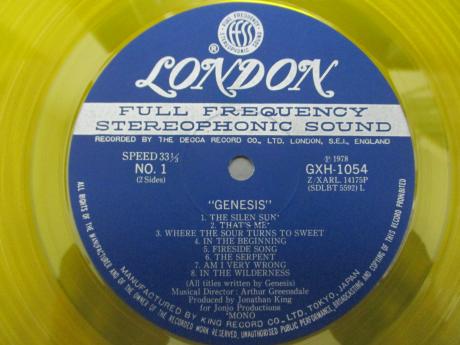 FULL FREQUENCY STEREOPHONIC SOUND
FFSS
® LONDON
FULL FREQUENCY
STEREOPHONIC SOUND
RECORDED BY THE DECCA RECORD CO., LTD. LONDON, S.E.I., ENGLAND
SPEED 33⅓
NO. 1
(2 Sides)
℗ 1978
GXH-1054
Z/XARL. 14175P
(SDLBT 5592) L
"GENESIS"
1. THE SILEN SUN*
2. THAT'S ME*
3. WHERE THE SOUR TURNS TO SWEET
4. IN THE BEGINNING
5. FIRESIDE SONG
6. THE SERPENT
7. AM I VERY WRONG
8. IN THE WILDERNESS
(All titles written by Genesis)
Musical Director : Arthur Greenslade
Produced by Jonathan King
for Jonjo Productions
*MONO
MANUFACTURED BY KING RECORD CO., LTD, TOKYO, JAPAN
ALL RIGHTS OF THE MANUFACTURER AND OF THE OWNER OF THE RECORDED WORK RESERVED, UNAUTHORISED PUBLIC PERFORMANCE, BROADCASTING AND COPYING OF THIS RECORD PROHIBITED